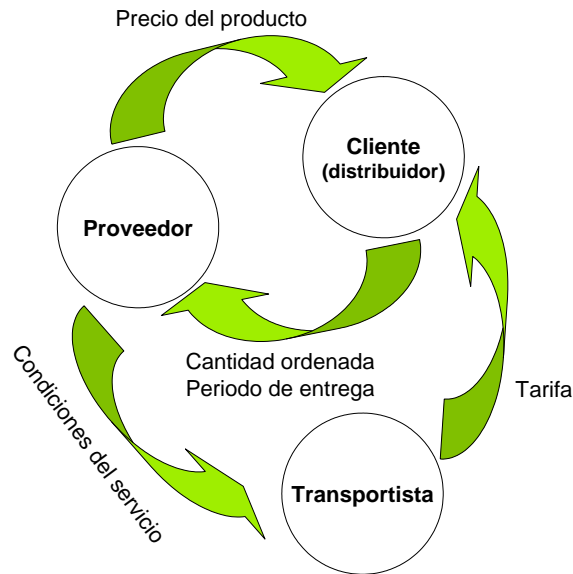 Precio del producto
Cliente
(distribuidor)
Proveedor
Cantidad ordenada
Periodo de entrega
Tarifa
Condiciones del servicio
Transportista